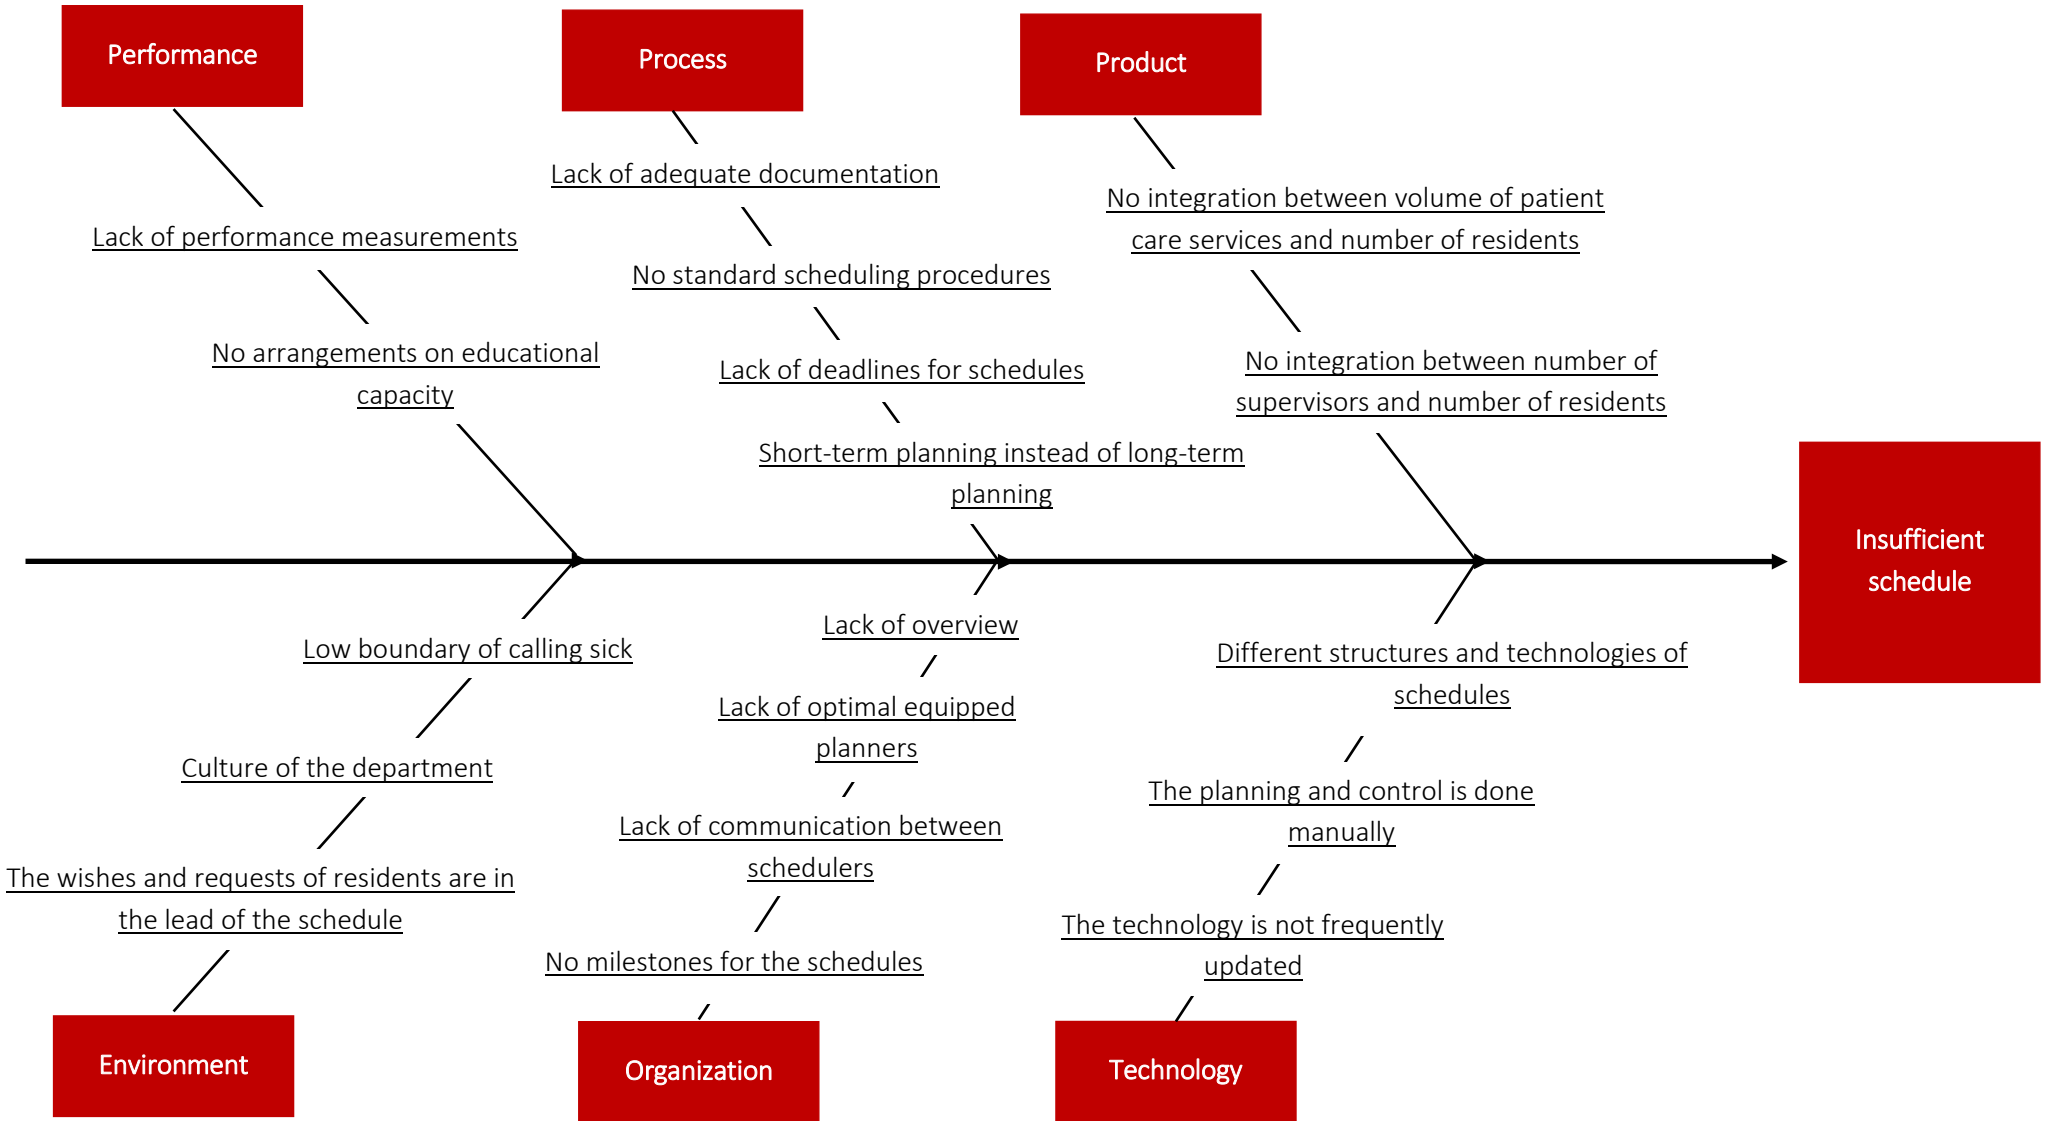 Performance
Process
Product
Lack of performance measurements
No arrangements on educational
capacity
Lack of adequate documentation
No standard scheduling procedures
Lack of deadlines for schedules
Short-term planning instead of long-term
planning
No integration between volume of patient
care services and number of residents
No integration between number of
supervisors and number of residents
Insufficient
schedule
Low boundary of calling sick
Culture of the department
The wishes and requests of residents are in
the lead of the schedule
Lack of overview
Lack of optimal equipped
planners
Lack of communication between
schedulers
No milestones for the schedules
Different structures and technologies of
schedules
The planning and control is done
manually
The technology is not frequently
updated
Environment
Organization
Technology